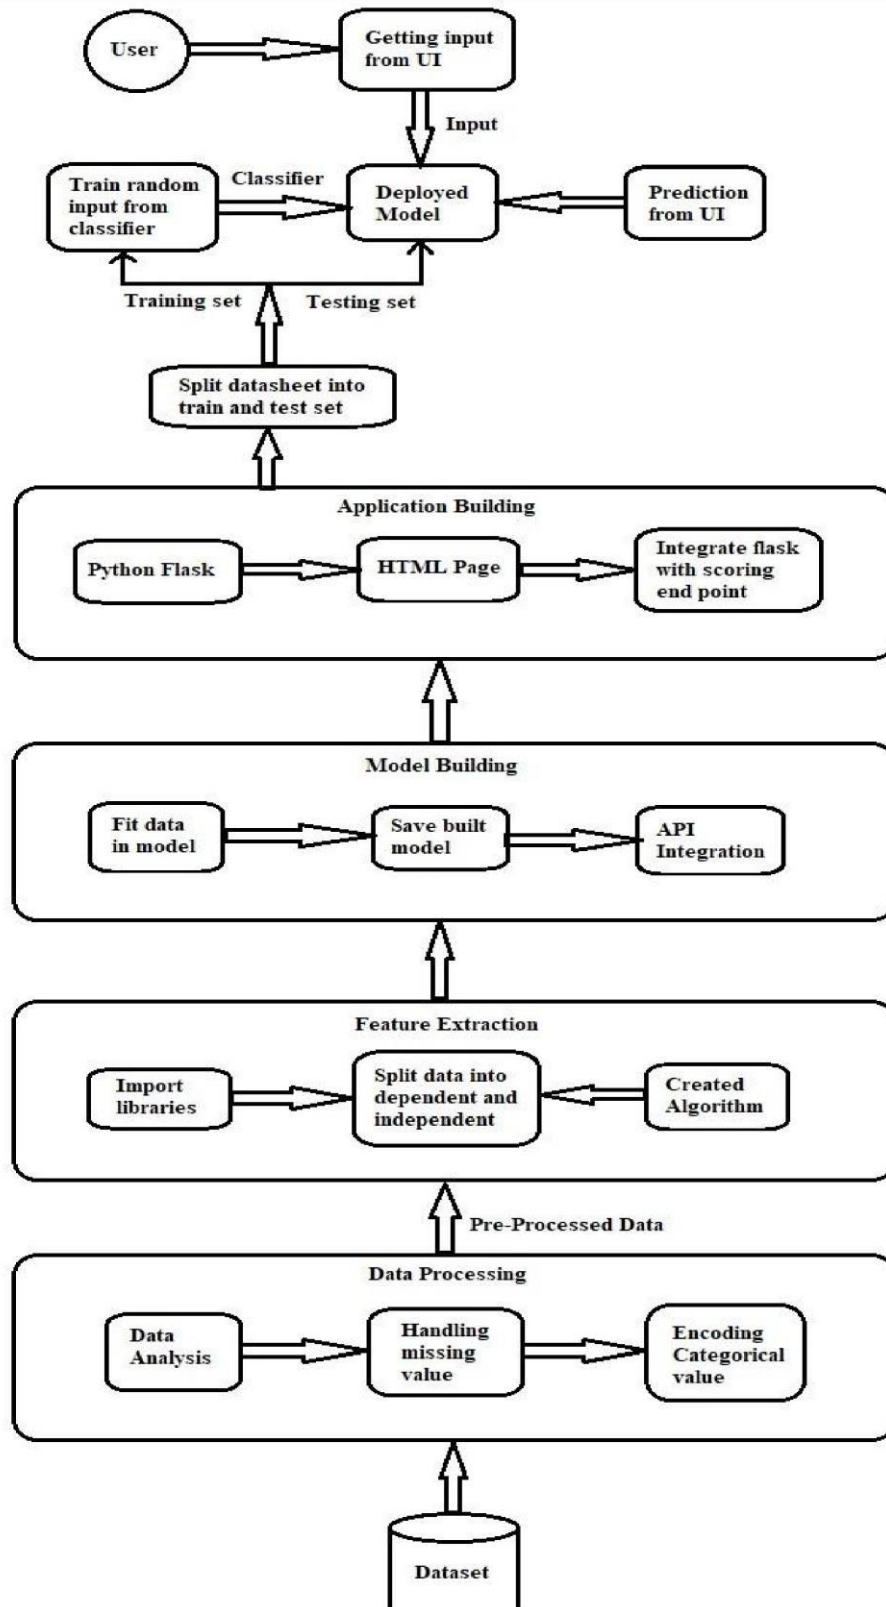 User
Getting input
from UI
Input
Train random
input from
classifier
Classifier
Deployed
Model
Prediction
from UI
Training set
Testing set
Split datasheet into
train and test set
Application Building
Python Flask
HTML Page
Integrate flask
with scoring
end point
Model Building
Fit data
in model
Save built
model
API
Integration
Feature Extraction
Import
libraries
Split data into
dependent and
independent
Created
Algorithm
Pre-Processed Data
Data Processing
Data
Analysis
Handling
missing
value
Encoding
Categorical
value
Dataset